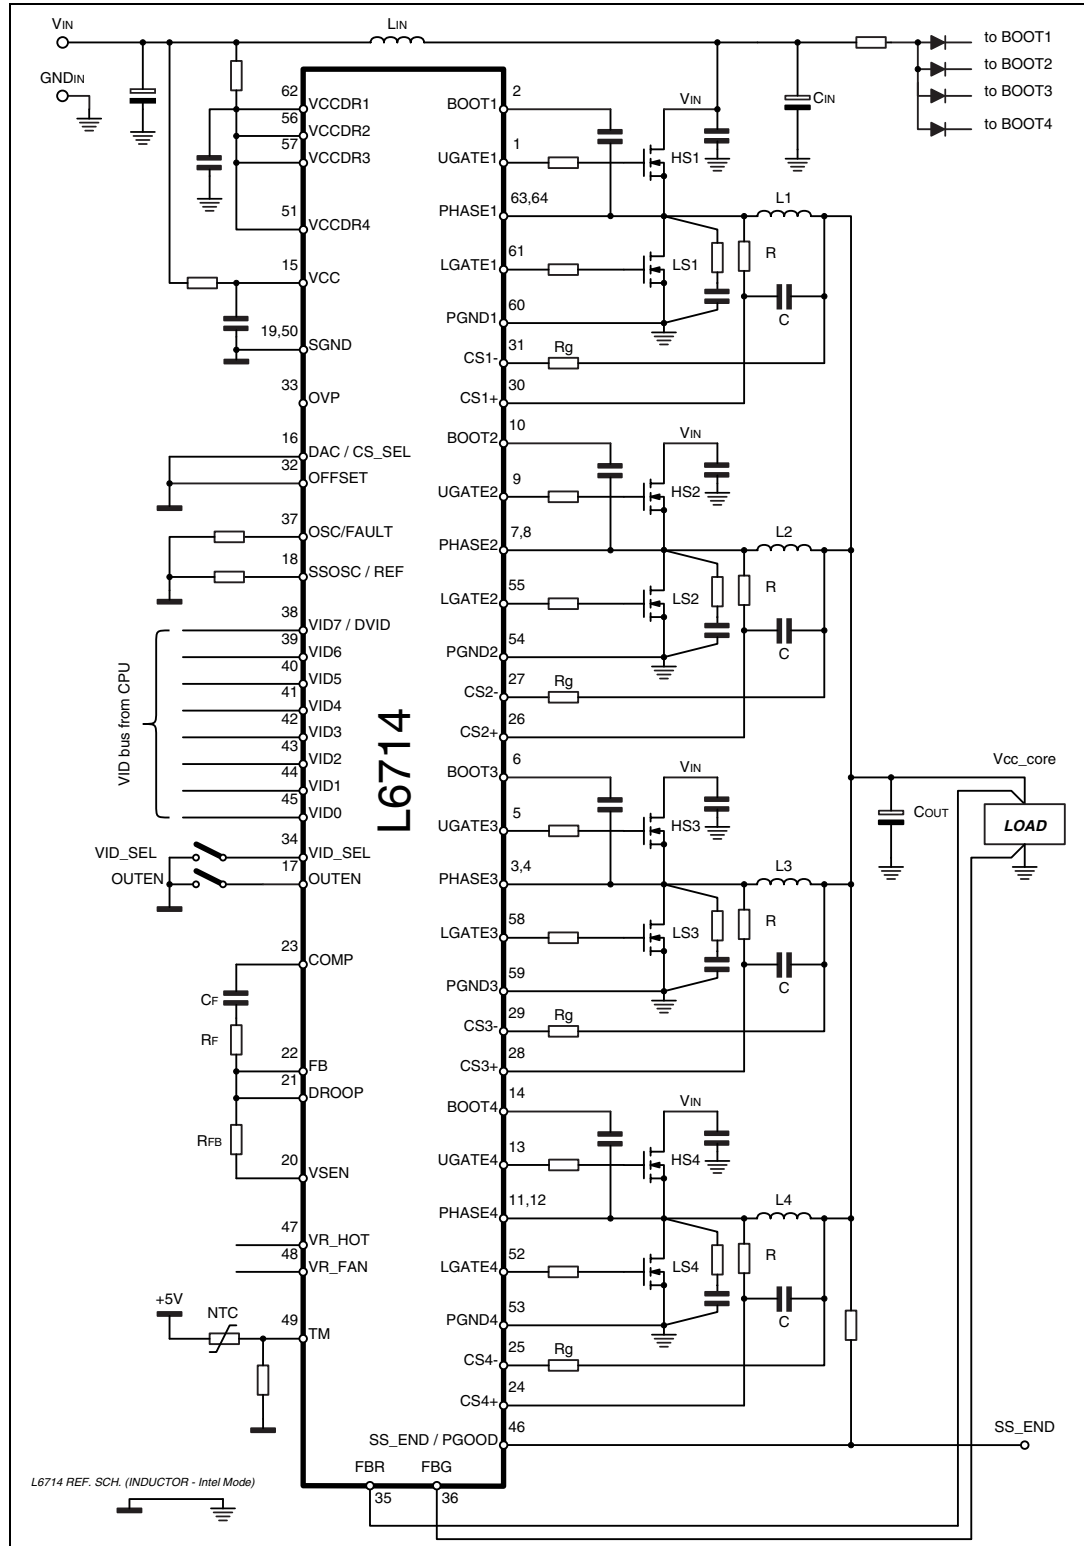 VIN
LIN
to BOOT1
to BOOT2
to BOOT3
to BOOT4
GNDIN
CIN
62
VCCDR1
56
VCCDR2
57
VCCDR3
51
VCCDR4
15
VCC
19,50
SGND
33
OVP
16
DAC / CS_SEL
32
OFFSET
37
OSC/FAULT
18
SSOSC / REF
38
VID7 / DVID
39
VID6
40
VID5
41
VID4
42
VID3
43
VID2
44
VID1
45
VID0
VID bus from CPU
34
VID_SEL
VID_SEL
17
OUTEN
OUTEN
23
COMP
CF
RF
22
FB
21
DROOP
RFB
20
VSEN
47
VR_HOT
48
VR_FAN
+5V
NTC
49
TM
L6714
BOOT1
2
VIN
UGATE1
1
HS1
PHASE1
63,64
L1
R
LGATE1
61
LS1
C
PGND1
60
CS1-
31
Rg
CS1+
30
BOOT2
10
VIN
UGATE2
9
HS2
PHASE2
7,8
L2
R
LGATE2
55
LS2
C
PGND2
54
CS2-
27
Rg
CS2+
26
BOOT3
6
VIN
UGATE3
5
HS3
PHASE3
3,4
L3
R
LGATE3
58
LS3
C
PGND3
59
CS3-
29
Rg
CS3+
28
BOOT4
14
VIN
UGATE4
13
HS4
PHASE4
11,12
L4
R
LGATE4
52
LS4
C
PGND4
53
CS4-
25
Rg
CS4+
24
SS_END / PGOOD
46
SS_END
Vcc_core
COUT
LOAD
FBR
FBG
35
36
L6714 REF. SCH. (INDUCTOR - Intel Mode)